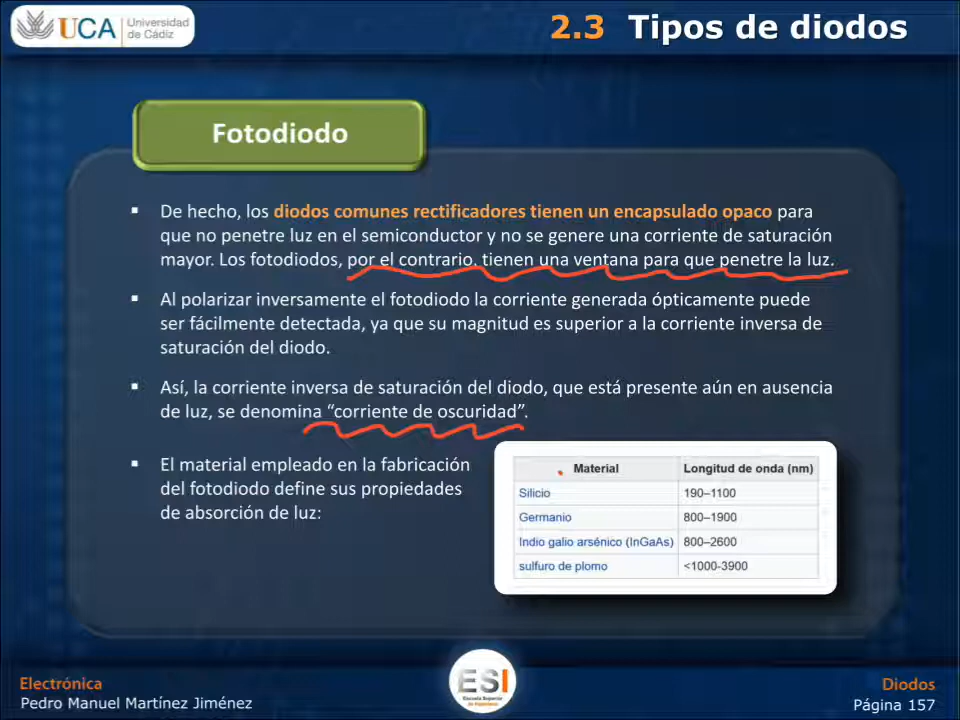 UCA Universidad de Cádiz
2.3 Tipos de diodos
Fotodiodo
▪ De hecho, los diodos comunes rectificadores tienen un encapsulado opaco para
que no penetre luz en el semiconductor y no se genere una corriente de saturación
mayor. Los fotodiodos, por el contrario, tienen una ventana para que penetre la luz.
▪ Al polarizar inversamente el fotodiodo la corriente generada ópticamente puede
ser fácilmente detectada, ya que su magnitud es superior a la corriente inversa de
saturación del diodo.
▪ Así, la corriente inversa de saturación del diodo, que está presente aún en ausencia
de luz, se denomina “corriente de oscuridad”.
▪ El material empleado en la fabricación
del fotodiodo define sus propiedades
de absorción de luz:
Material Longitud de onda (nm)
Silicio 190–1100
Germanio 800–1900
Indio galio arsénico (InGaAs) 800–2600
sulfuro de plomo <1000-3900
ESI
Escuela Superior
de Ingeniería
Electrónica
Pedro Manuel Martínez Jiménez
Diodos
Página 157